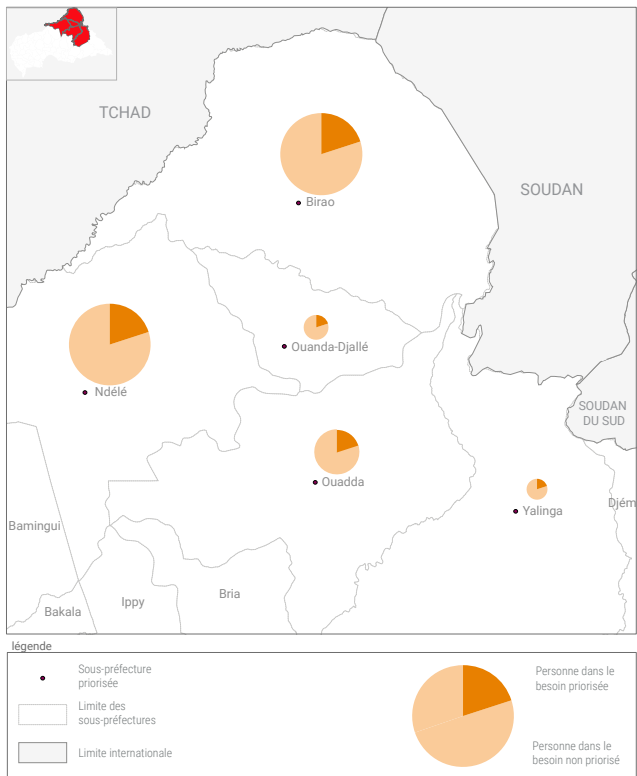 TCHAD
SOUDAN
Birao
Ouanda-Djallé
Ndélé
SOUDAN
DU SUD
Ouadda
Yalinga
Djém
Bamingui
Bria
Ippy
Bakala
légende
Sous-préfecture
priorisée
Limite des
sous-préfectures
Limite internationale
Personne dans le
besoin priorisée
Personne dans le
besoin non priorisé